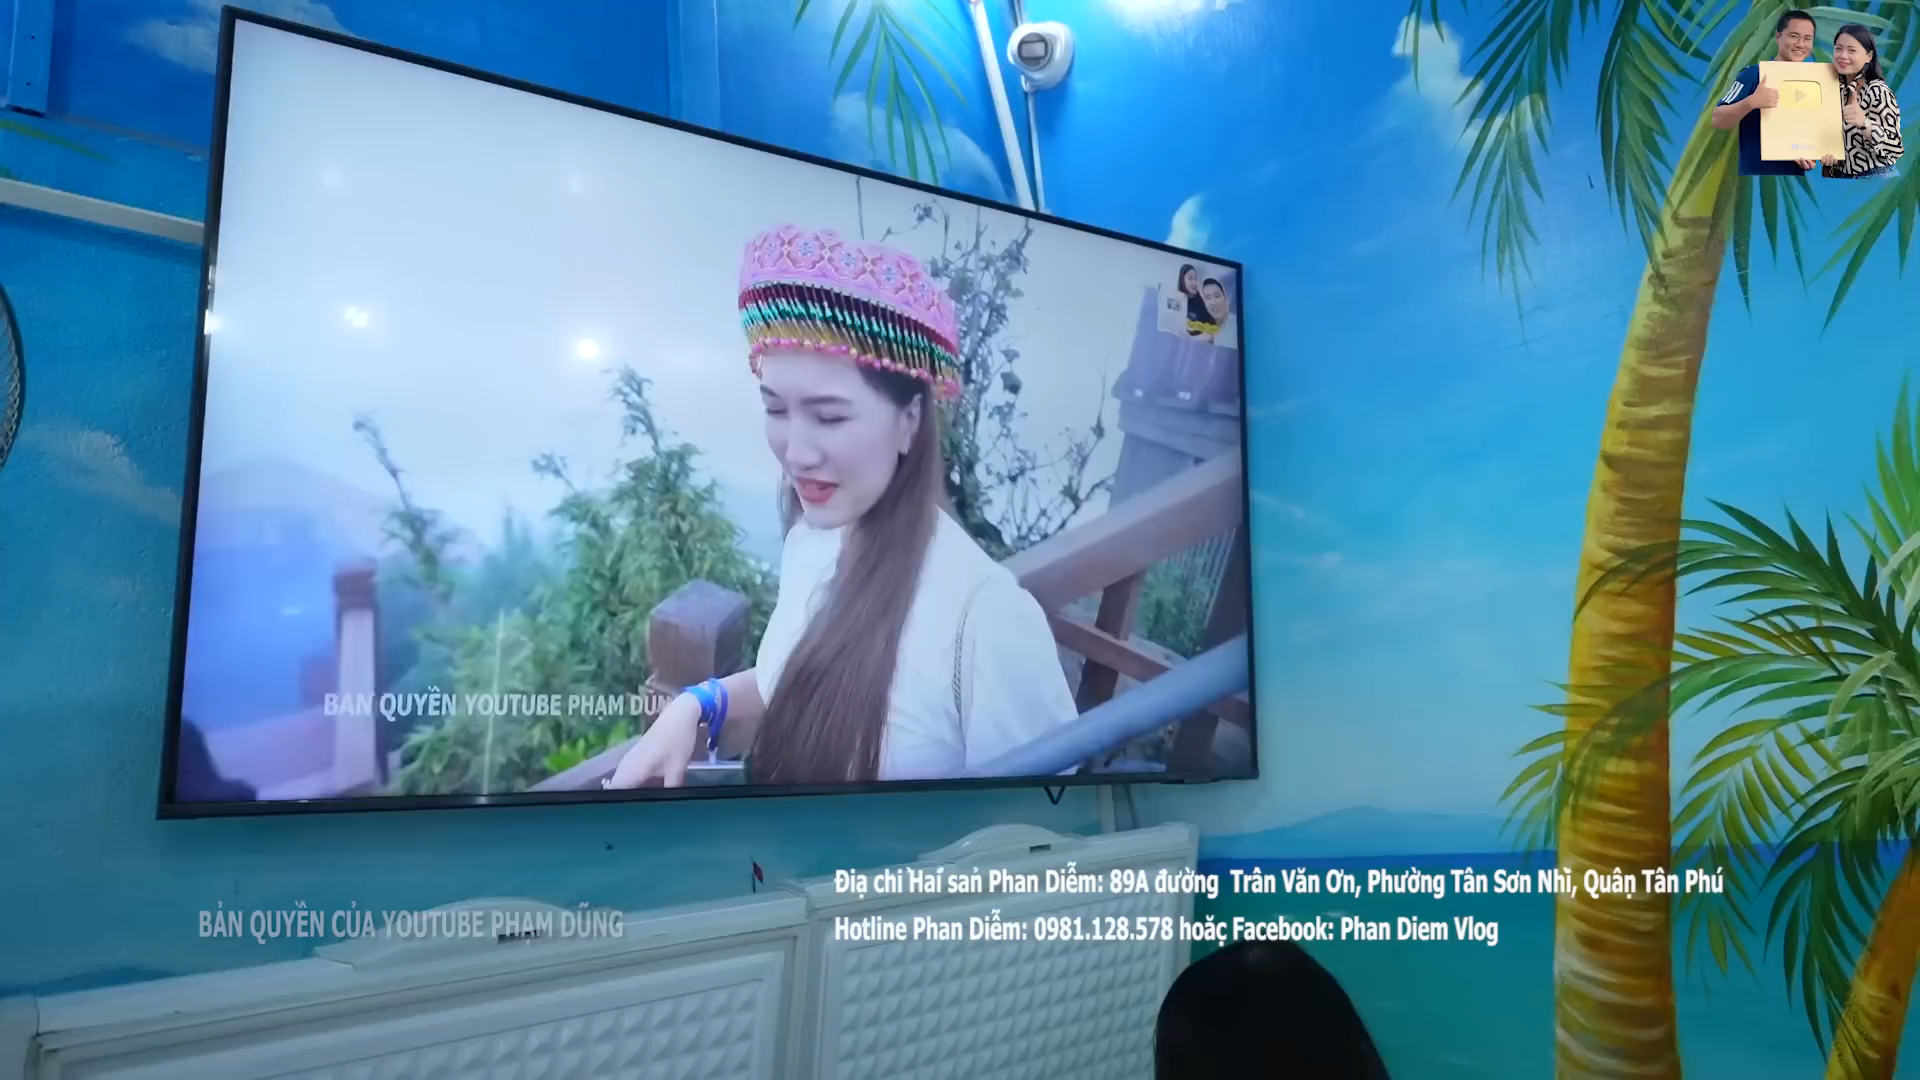 BẢN QUYỀN YOUTUBE PHẠM DŨNG
Địa chỉ Hải sản Phan Diễm: 89A đường Trần Văn Ơn, Phường Tân Sơn Nhì, Quận Tân Phú
BẢN QUYỀN CỦA YOUTUBE PHẠM DŨNG
Hotline Phan Diễm: 0981.128.578 hoặc Facebook: Phan Diem Vlog